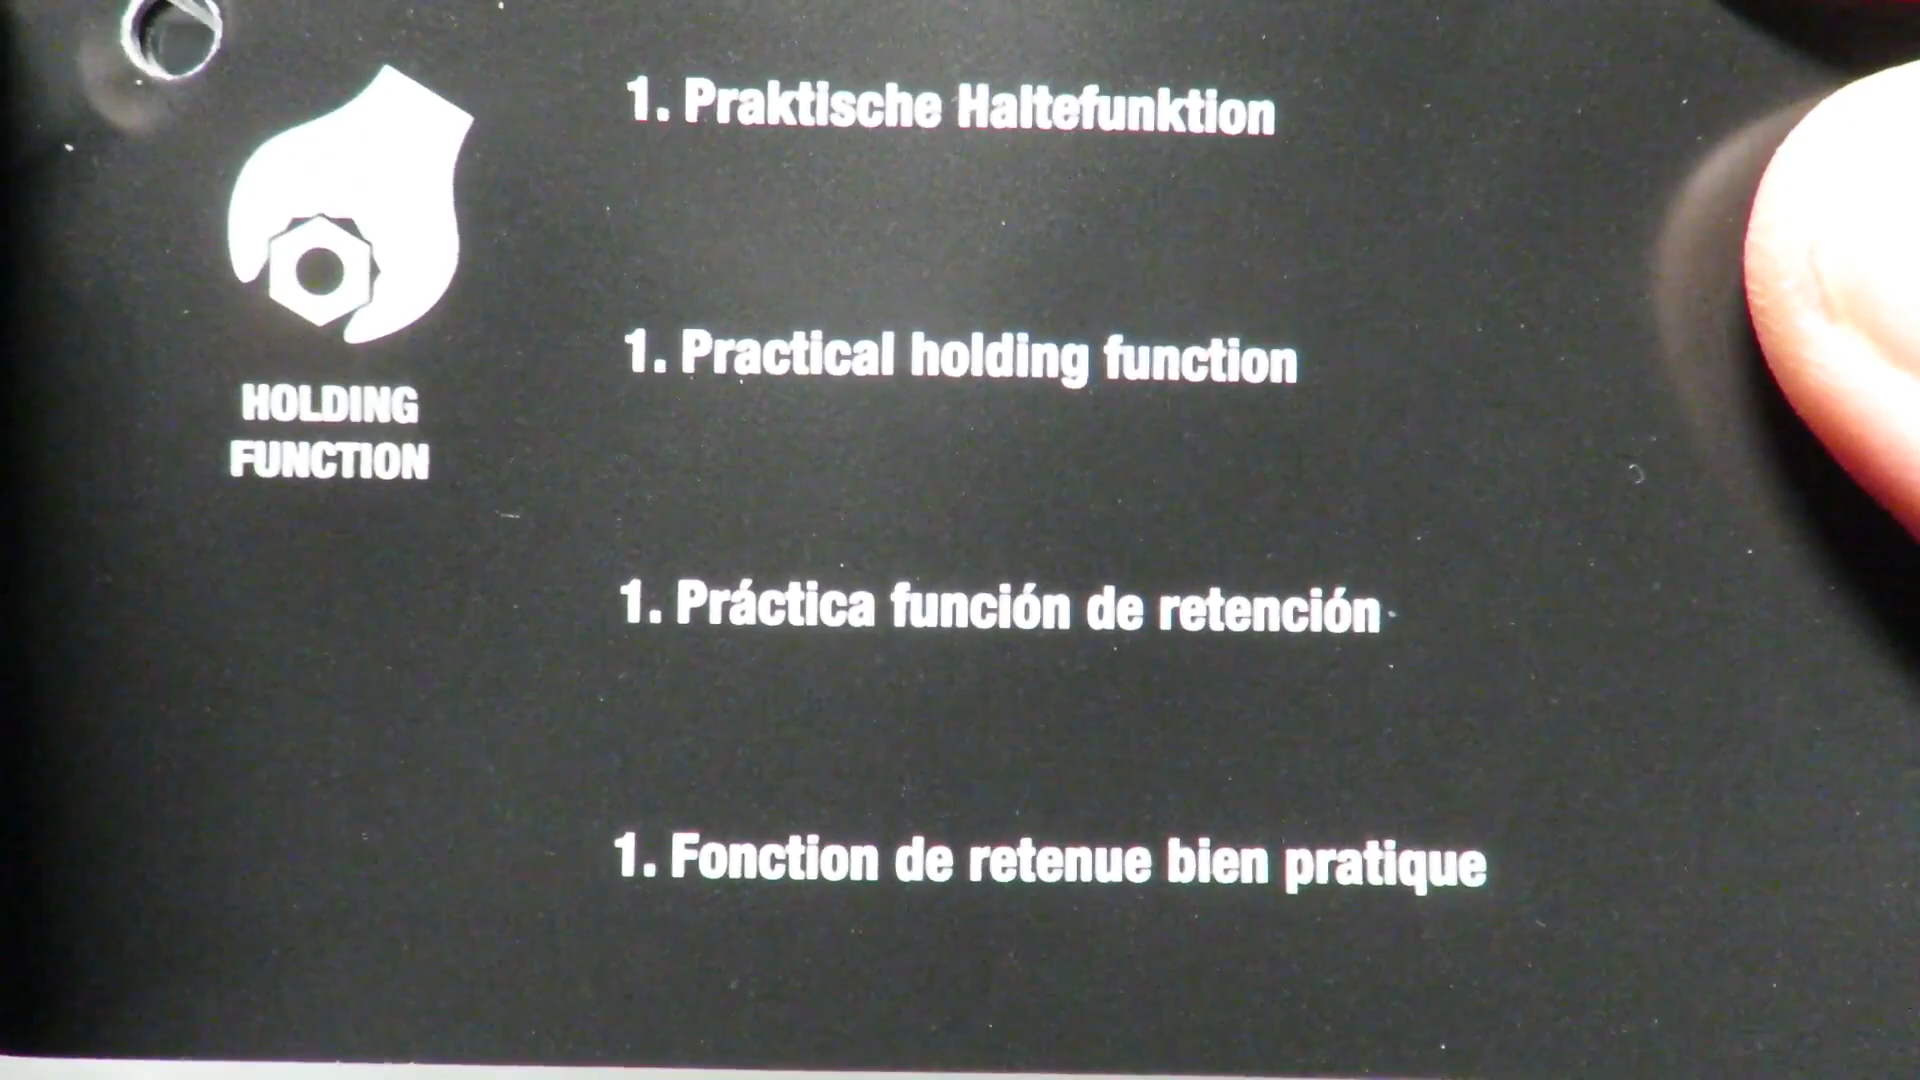 1. Praktische Haltefunktion
HOLDING
FUNCTION
1. Practical holding function
1. Práctica función de retención
1. Fonction de retenue bien pratique